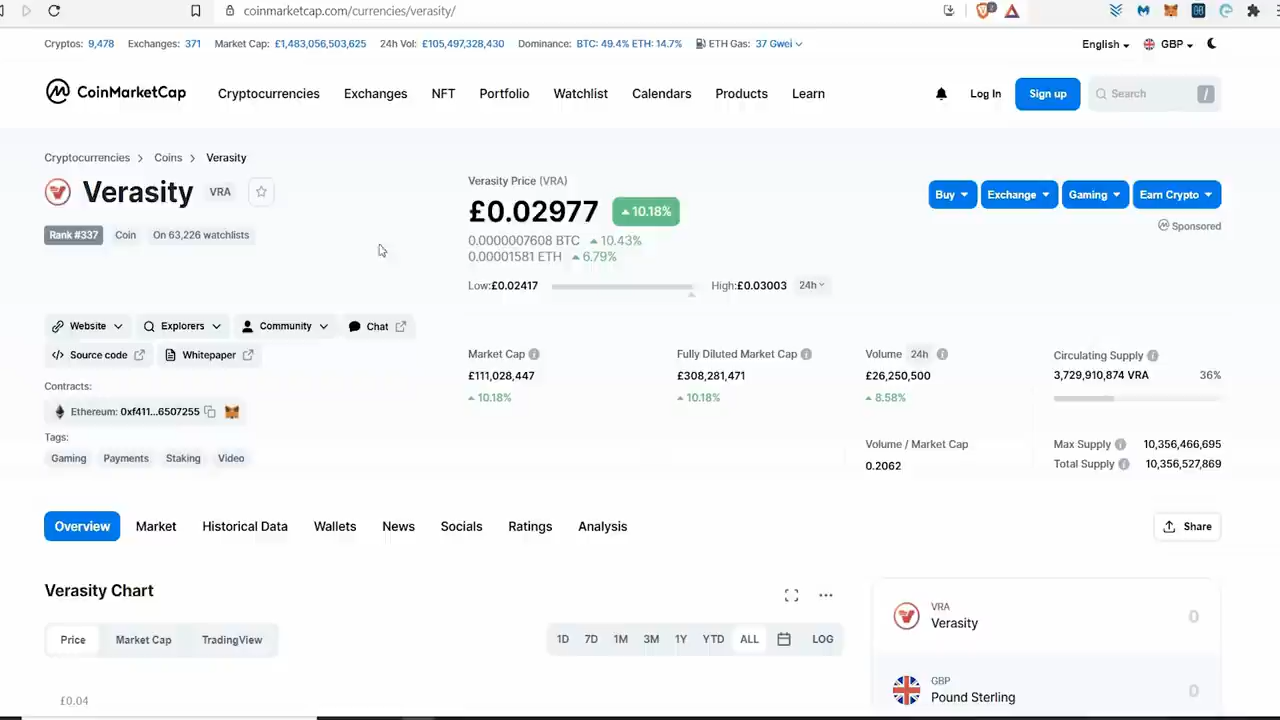 coinmarketcap.com/currencies/verasity/
Cryptos: 9,478 Exchanges: 371 Market Cap: £1,483,056,503,625 24h Vol: £105,497,328,430 Dominance: BTC: 49.4% ETH: 14.7% ETH Gas: 37 Gwei English GBP
CoinMarketCap Cryptocurrencies Exchanges NFT Portfolio Watchlist Calendars Products Learn Log In Sign up Search /
Cryptocurrencies > Coins > Verasity
Verasity VRA
Rank #337 Coin On 63,226 watchlists
Verasity Price (VRA)
£0.02977 10.18%
0.0000007608 BTC 10.43%
0.00001581 ETH 6.79%
Low:£0.02417 High:£0.03003 24h
Buy Exchange Gaming Earn Crypto
Sponsored
Website Explorers Community Chat
Source code Whitepaper
Contracts:
Ethereum: 0xf411...6507255
Tags:
Gaming Payments Staking Video
Market Cap
£111,028,447
10.18%
Fully Diluted Market Cap
£308,281,471
10.18%
Volume 24h
£26,250,500
8.58%
Volume / Market Cap
0.2062
Circulating Supply
3,729,910,874 VRA 36%
Max Supply 10,356,466,695
Total Supply 10,356,527,869
Overview Market Historical Data Wallets News Socials Ratings Analysis Share
Verasity Chart
Price Market Cap TradingView 1D 7D 1M 3M 1Y YTD ALL LOG
£0.04
VRA
Verasity 0
GBP
Pound Sterling 0